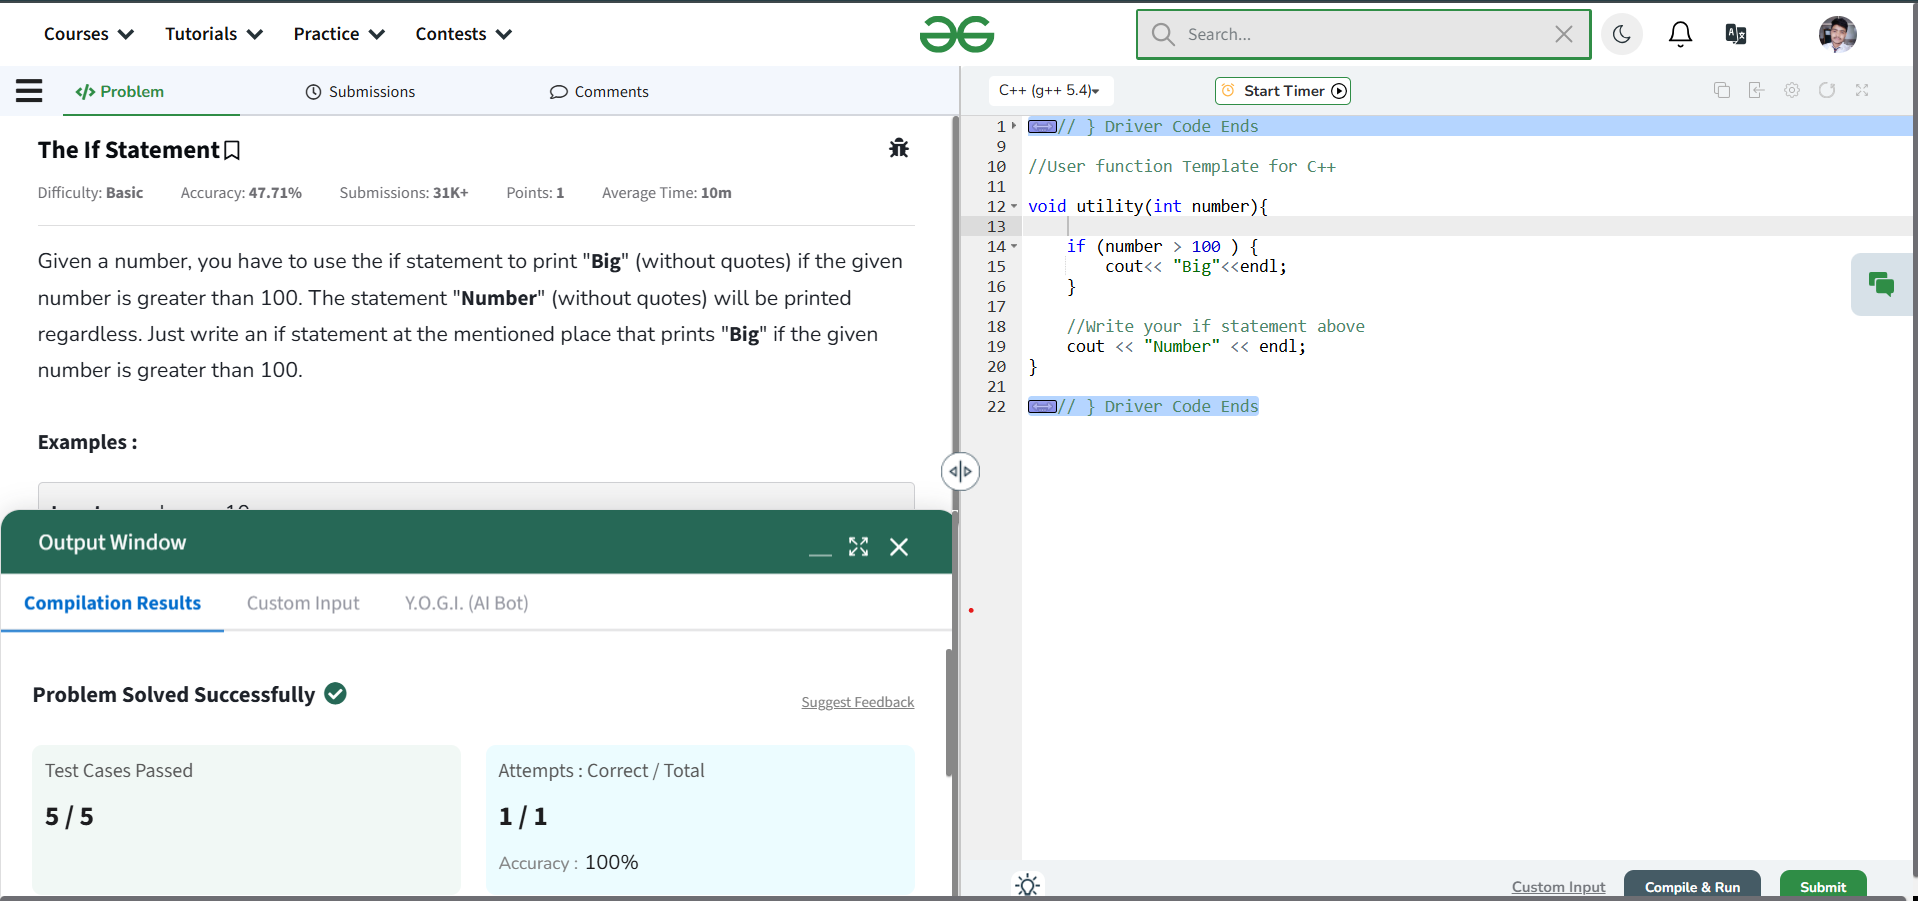 Courses Tutorials Practice Contests Search...
Problem Submissions Comments
C++ (g++ 5.4) Start Timer
The If Statement
Difficulty: Basic Accuracy: 47.71% Submissions: 31K+ Points: 1 Average Time: 10m
Given a number, you have to use the if statement to print "Big" (without quotes) if the given
number is greater than 100. The statement "Number" (without quotes) will be printed
regardless. Just write an if statement at the mentioned place that prints "Big" if the given
number is greater than 100.
Examples :
Output Window
Compilation Results Custom Input Y.O.G.I. (AI Bot)
Problem Solved Successfully
Suggest Feedback
Test Cases Passed
5 / 5
Attempts : Correct / Total
1 / 1
Accuracy : 100%
1 // } Driver Code Ends
9
10 //User function Template for C++
11
12 void utility(int number){
13
14 if (number > 100 ) {
15 cout<< "Big"<<endl;
16 }
17
18 //Write your if statement above
19 cout << "Number" << endl;
20 }
21
22 // } Driver Code Ends
Custom Input Compile & Run Submit